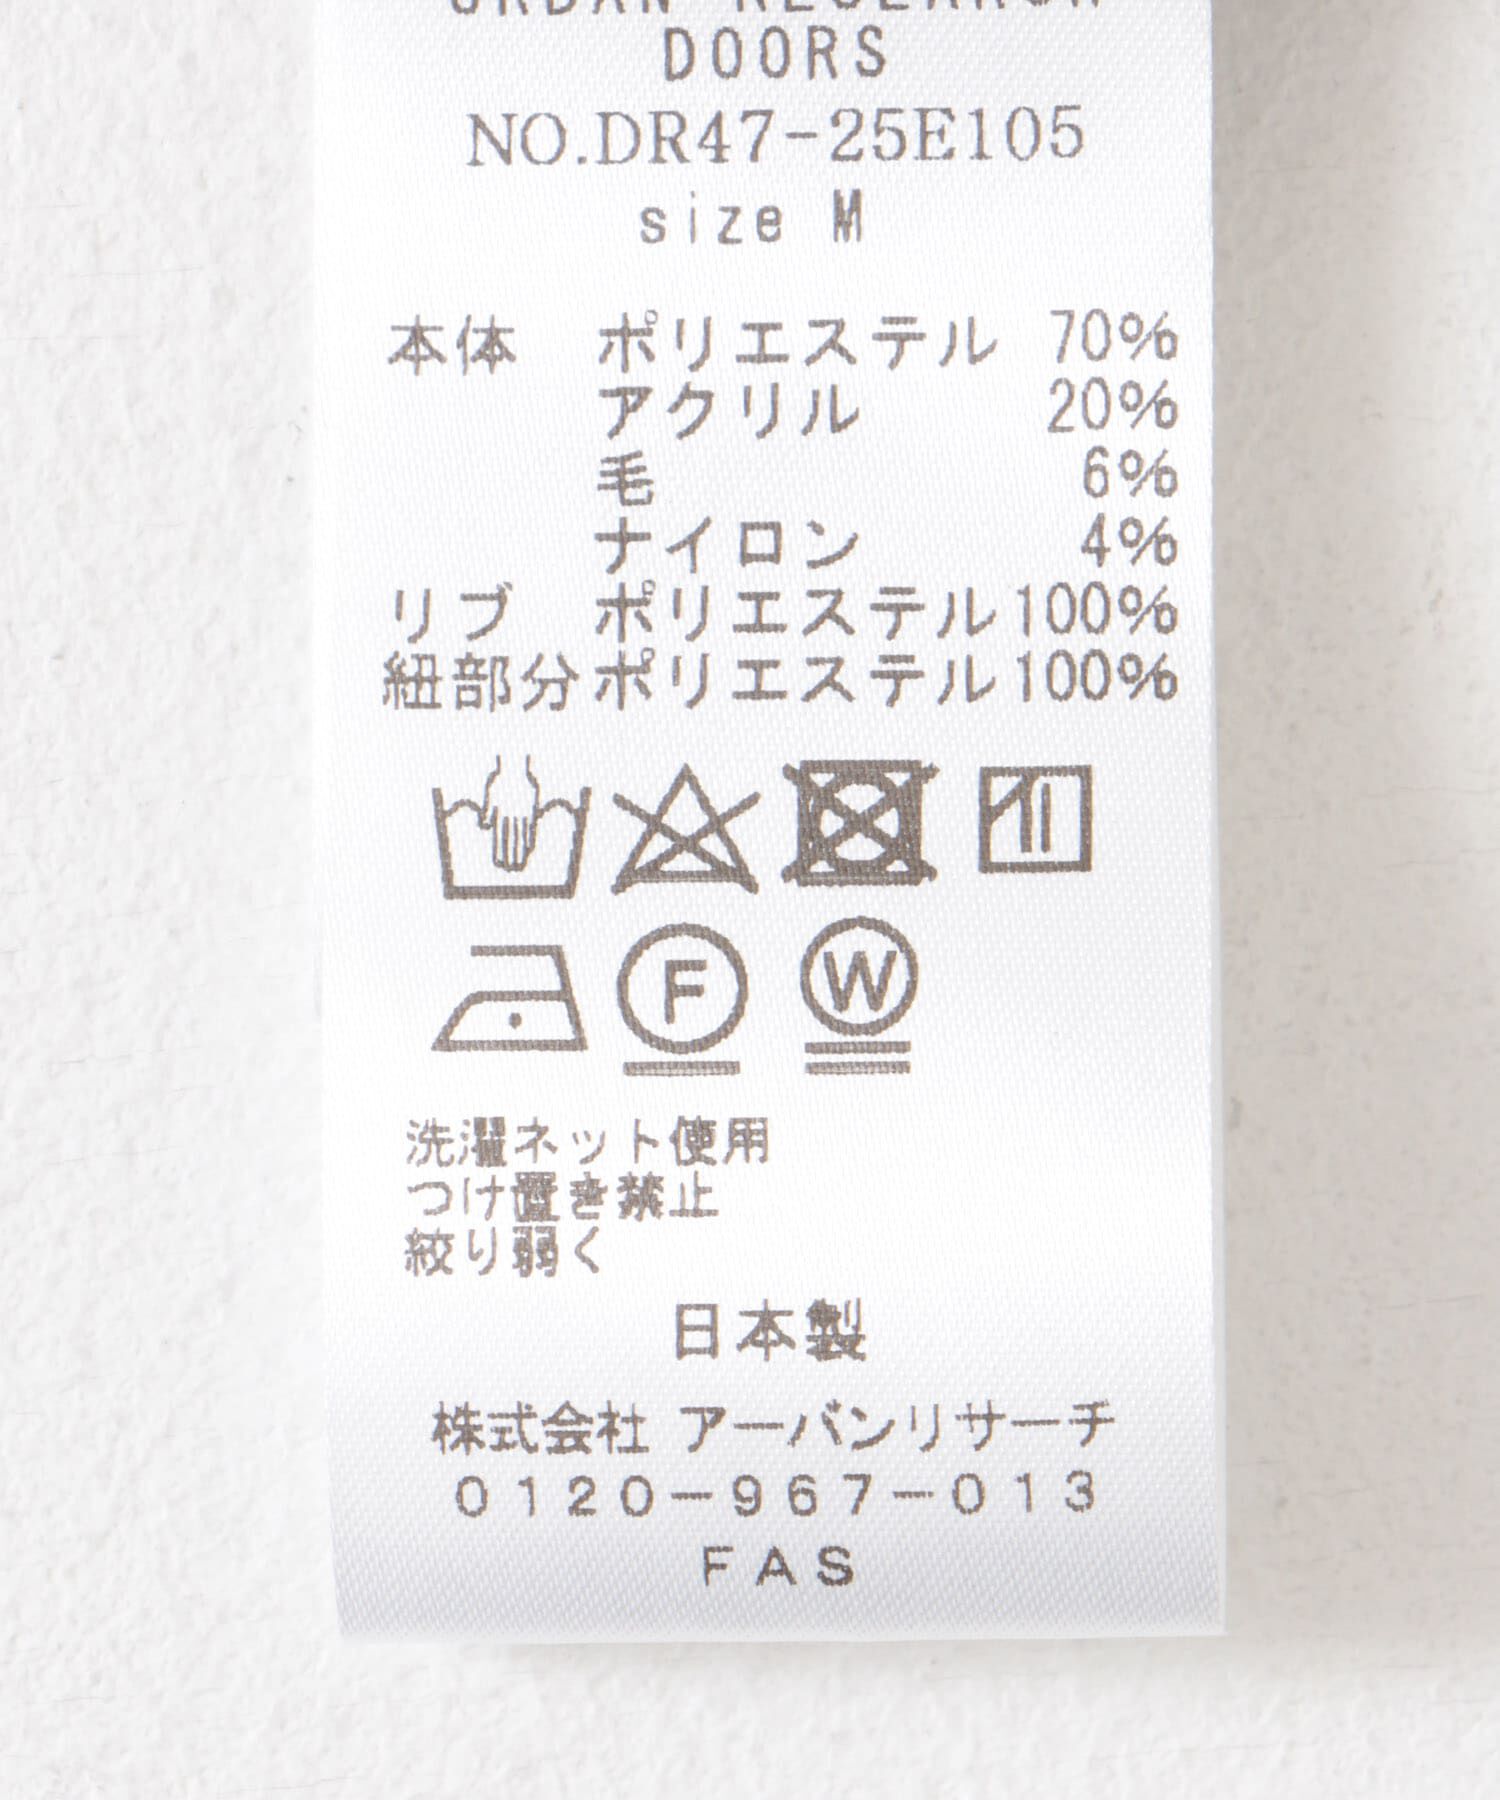 URBAN RESEARCH
DOORS
NO.DR47-25E105
size M
本体 ポリエステル 70%
アクリル 20%
毛 6%
ナイロン 4%
リブ ポリエステル100%
紐部分ポリエステル100%
F W
洗濯ネット使用
つけ置き禁止
絞り弱く
日本製
株式会社 アーバンリサーチ
0120-967-013
FAS